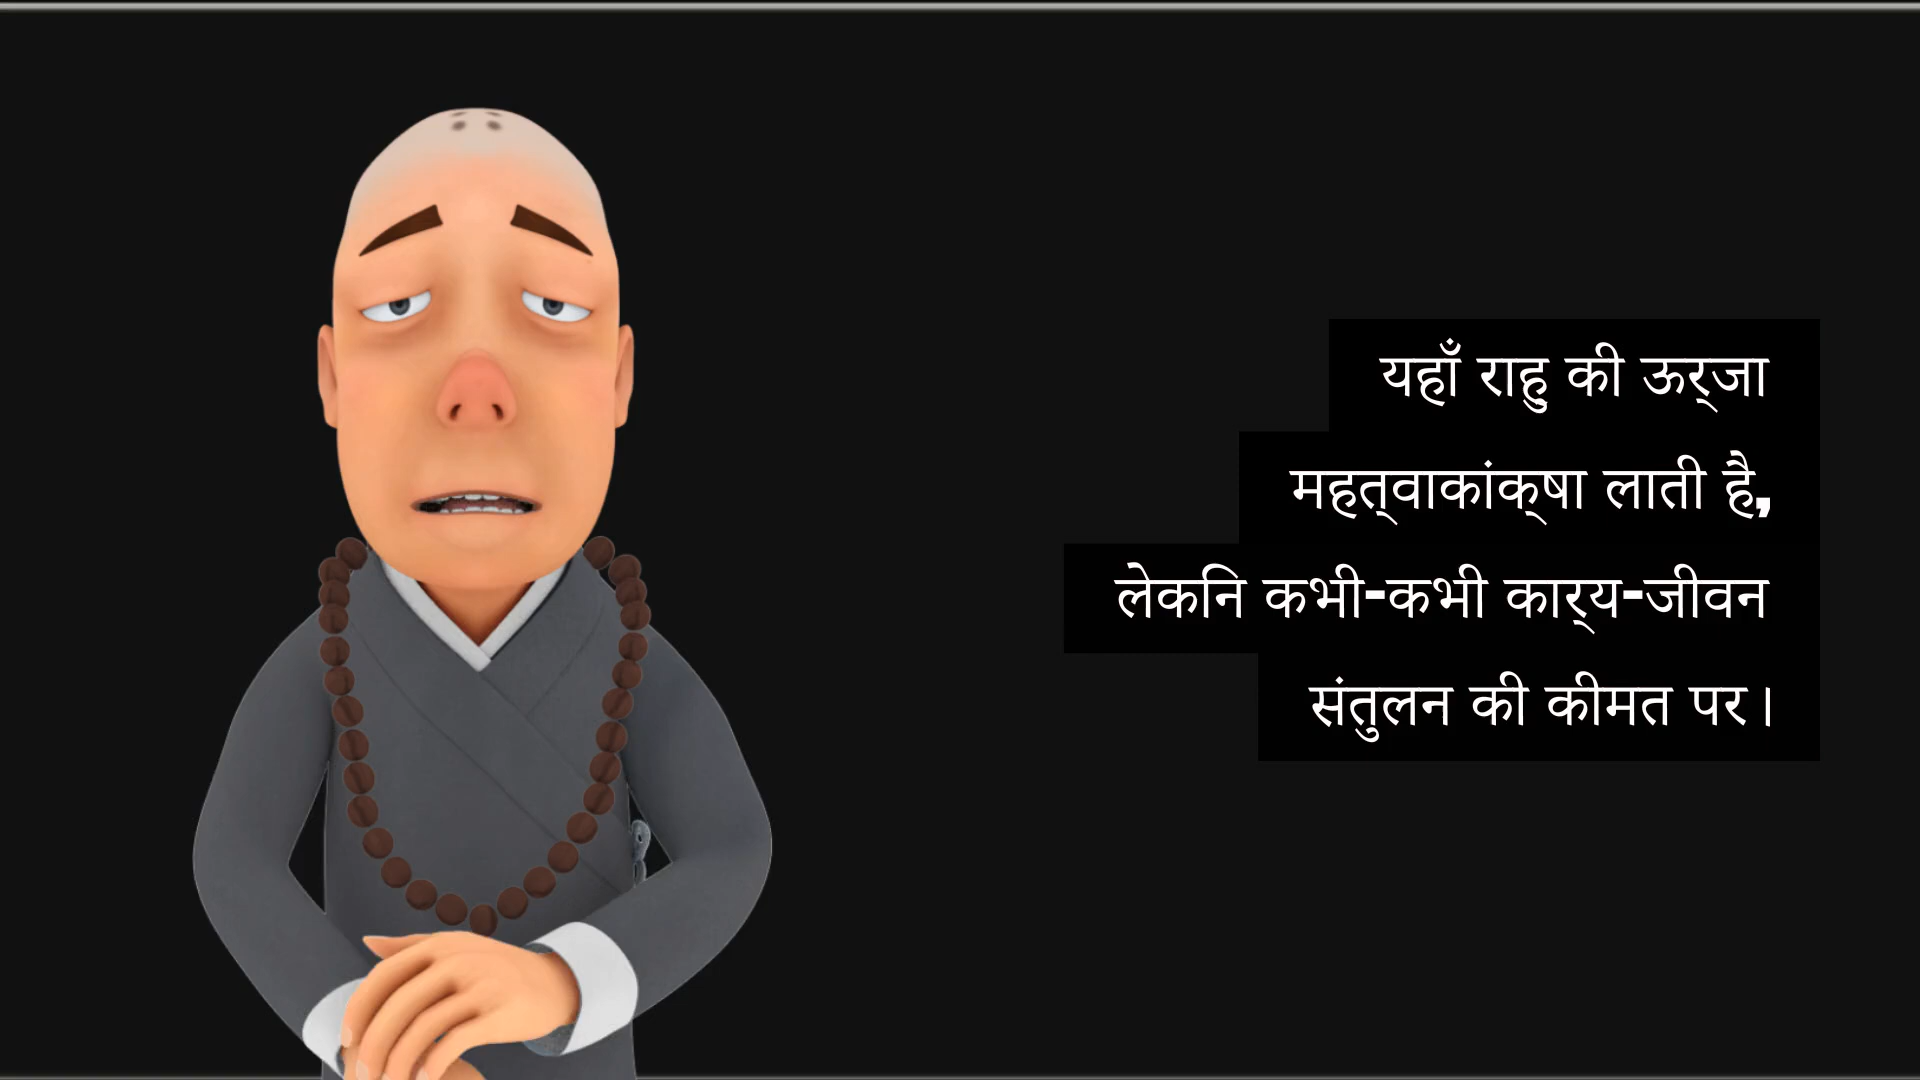 यहाँ राहु की ऊर्जा
महत्वाकांक्षा लाती है,
लेकिन कभी-कभी कार्य-जीवन
संतुलन की कीमत पर।